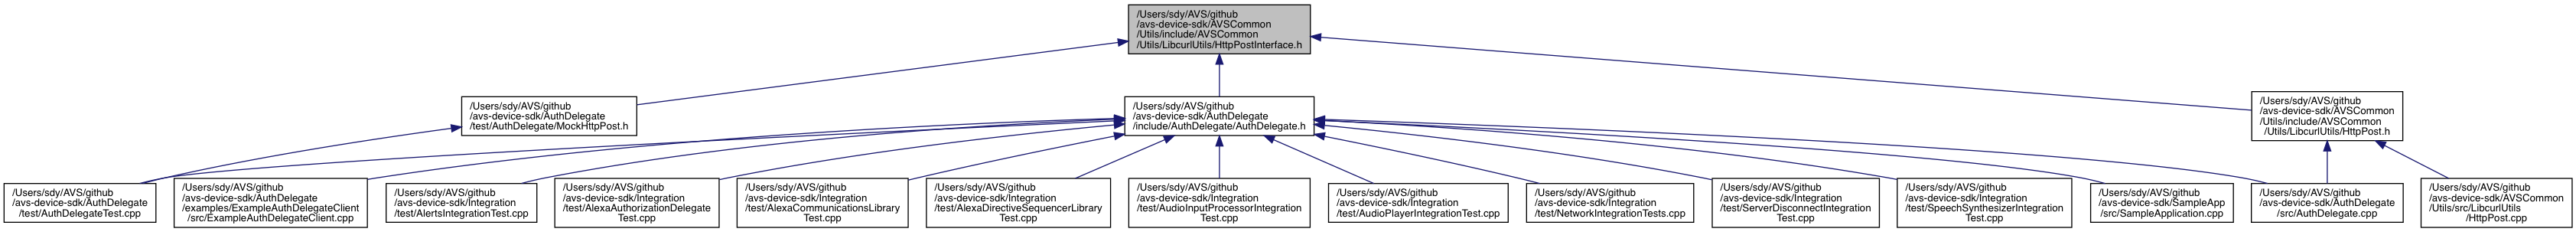 /Users/sdy/AVS/github
/avs-device-sdk/AVSCommon
/Utils/include/AVSCommon
/Utils/LibcurlUtils/HttpPostInterface.h
/Users/sdy/AVS/github
/avs-device-sdk/AuthDelegate
/test/AuthDelegate/MockHttpPost.h
/Users/sdy/AVS/github
/avs-device-sdk/AuthDelegate
/include/AuthDelegate/AuthDelegate.h
/Users/sdy/AVS/github
/avs-device-sdk/AVSCommon
/Utils/include/AVSCommon
/Utils/LibcurlUtils/HttpPost.h
/Users/sdy/AVS/github
/avs-device-sdk/AuthDelegate
/test/AuthDelegateTest.cpp
/Users/sdy/AVS/github
/avs-device-sdk/AuthDelegate
/examples/ExampleAuthDelegateClient
/src/ExampleAuthDelegateClient.cpp
/Users/sdy/AVS/github
/avs-device-sdk/Integration
/test/AlertsIntegrationTest.cpp
/Users/sdy/AVS/github
/avs-device-sdk/Integration
/test/AlexaAuthorizationDelegate
Test.cpp
/Users/sdy/AVS/github
/avs-device-sdk/Integration
/test/AlexaCommunicationsLibrary
Test.cpp
/Users/sdy/AVS/github
/avs-device-sdk/Integration
/test/AlexaDirectiveSequencerLibrary
Test.cpp
/Users/sdy/AVS/github
/avs-device-sdk/Integration
/test/AudioInputProcessorIntegration
Test.cpp
/Users/sdy/AVS/github
/avs-device-sdk/Integration
/test/AudioPlayerIntegrationTest.cpp
/Users/sdy/AVS/github
/avs-device-sdk/Integration
/test/NetworkIntegrationTests.cpp
/Users/sdy/AVS/github
/avs-device-sdk/Integration
/test/ServerDisconnectIntegration
Test.cpp
/Users/sdy/AVS/github
/avs-device-sdk/Integration
/test/SpeechSynthesizerIntegration
Test.cpp
/Users/sdy/AVS/github
/avs-device-sdk/SampleApp
/src/SampleApplication.cpp
/Users/sdy/AVS/github
/avs-device-sdk/AuthDelegate
/src/AuthDelegate.cpp
/Users/sdy/AVS/github
/avs-device-sdk/AVSCommon
/Utils/src/LibcurlUtils
/HttpPost.cpp